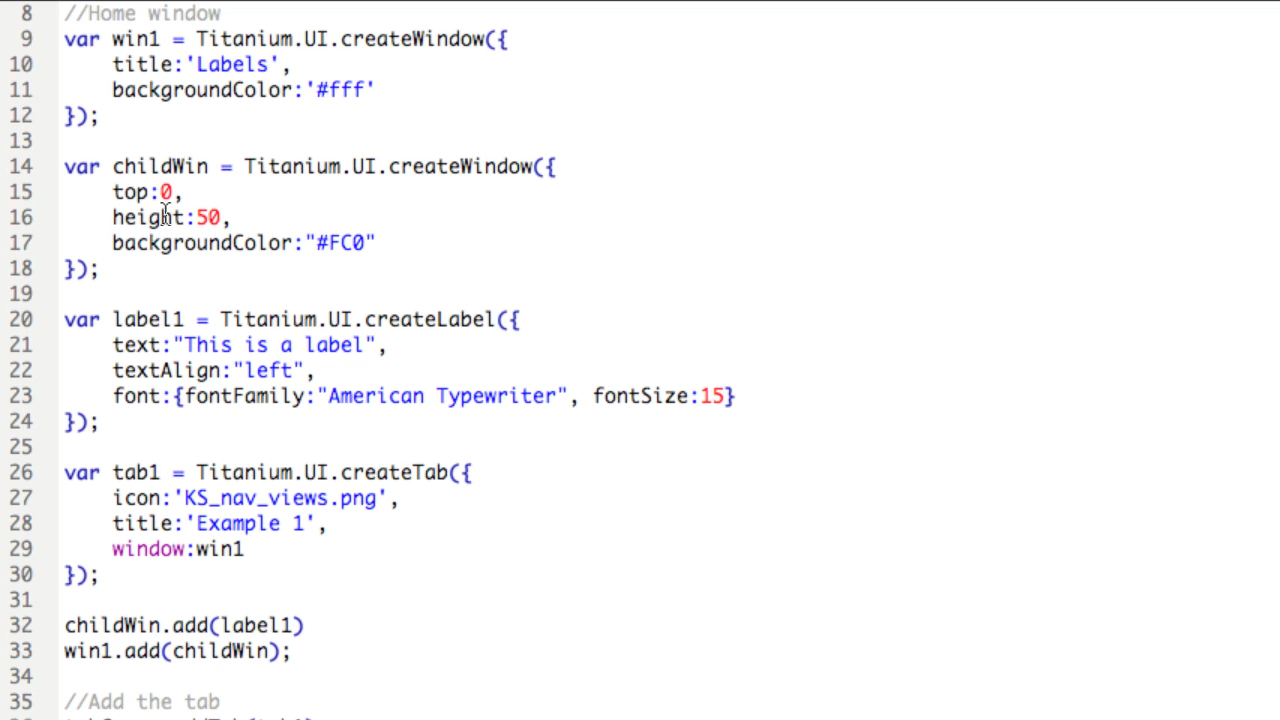 8 //Home window
9 var win1 = Titanium.UI.createWindow({
10 title:'Labels',
11 backgroundColor:'#fff'
12 });
13
14 var childWin = Titanium.UI.createWindow({
15 top:0,
16 height:50,
17 backgroundColor:"#FC0"
18 });
19
20 var label1 = Titanium.UI.createLabel({
21 text:"This is a label",
22 textAlign:"left",
23 font:{fontFamily:"American Typewriter", fontSize:15}
24 });
25
26 var tab1 = Titanium.UI.createTab({
27 icon:'KS_nav_views.png',
28 title:'Example 1',
29 window:win1
30 });
31
32 childWin.add(label1)
33 win1.add(childWin);
34
35 //Add the tab